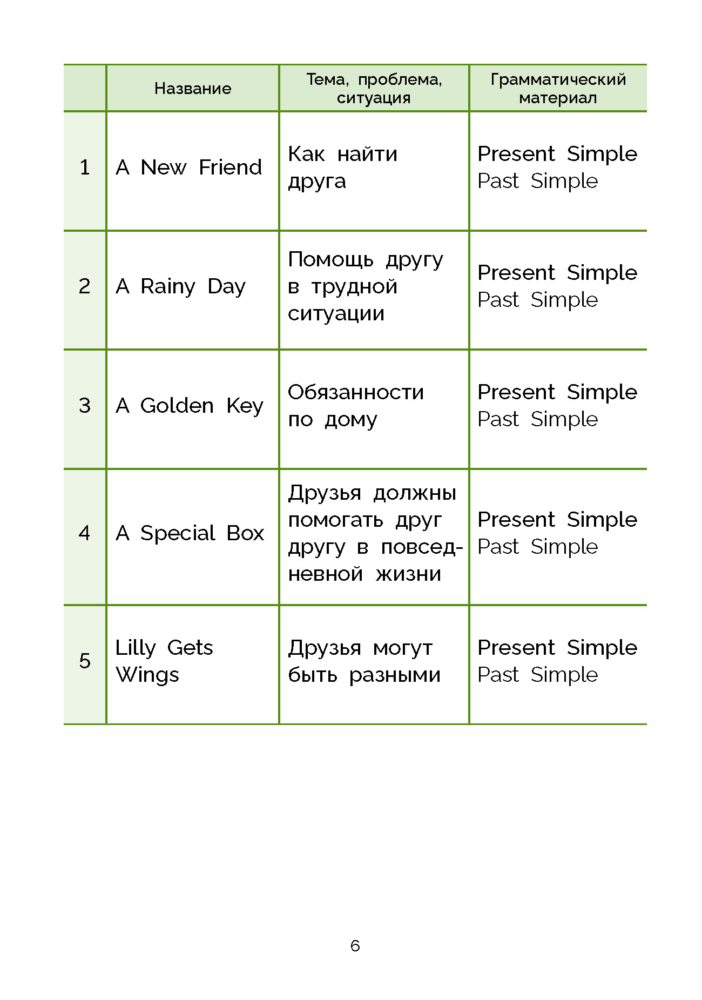 Название
Тема, проблема,
ситуация
Грамматический
материал
1
A New Friend
Как найти
друга
Present Simple
Past Simple
2
A Rainy Day
Помощь другу
в трудной
ситуации
Present Simple
Past Simple
3
A Golden Key
Обязанности
по дому
Present Simple
Past Simple
4
A Special Box
Друзья должны
помогать друг
другу в повсед-
невной жизни
Present Simple
Past Simple
5
Lilly Gets
Wings
Друзья могут
быть разными
Present Simple
Past Simple
6